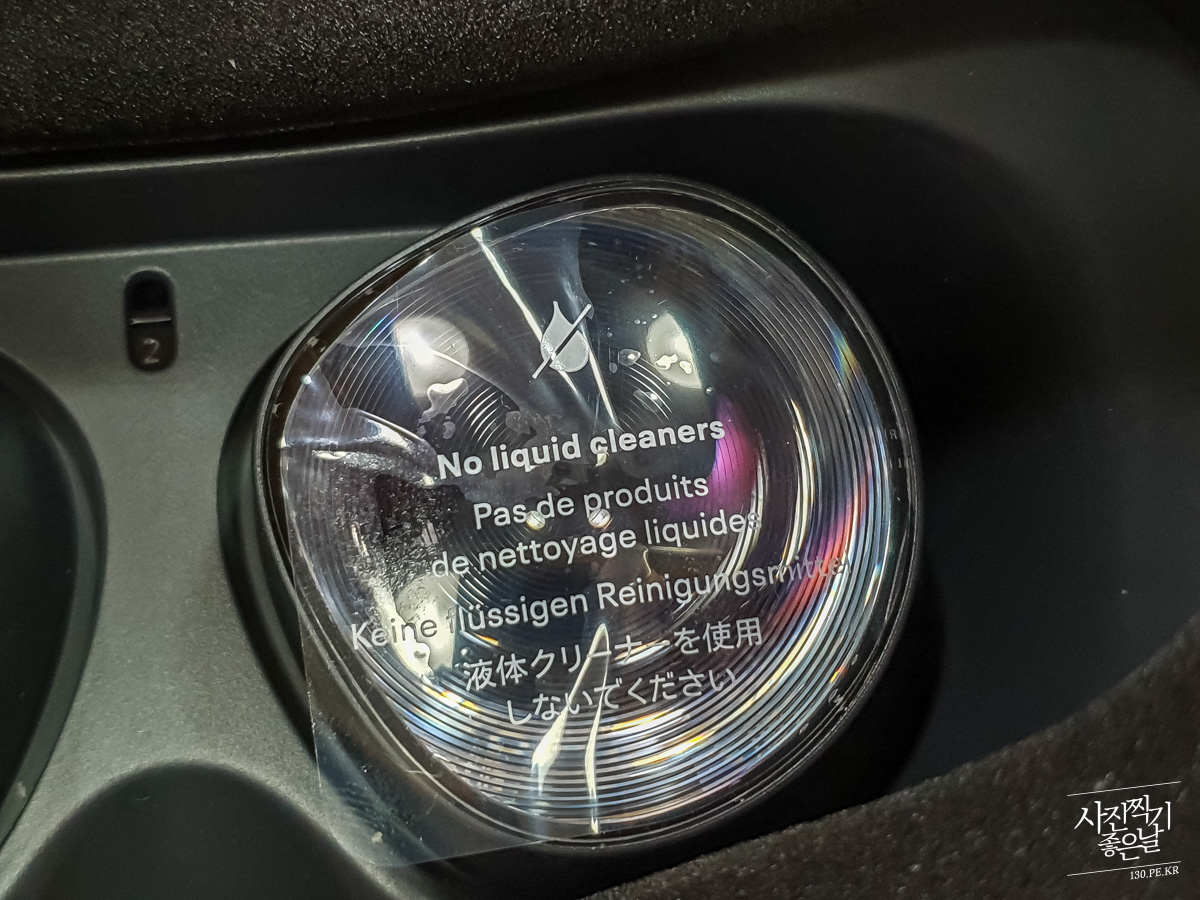 2
No liquid cleaners
Pas de produits
de nettoyage liquides
Keine flüssigen Reinigungsmittel
液体クリーナーを使用
しないでください
사진찍기
좋은날
130.PE.KR